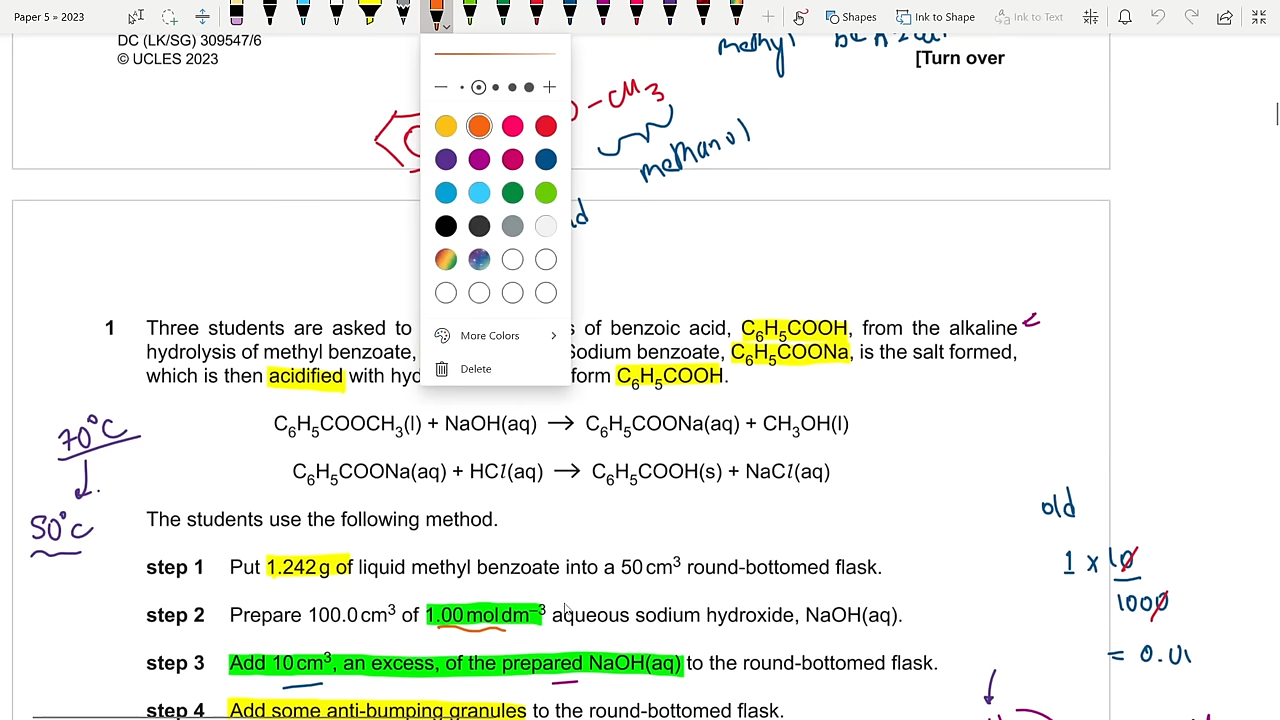 Paper 5 » 2023
Shapes
Ink to Shape
Ink to Text
DC (LK/SG) 309547/6
© UCLES 2023
[Turn over
methyl
– CH3
methanol
More Colors
Delete
1 Three students are asked to s of benzoic acid, C₆H₅COOH, from the alkaline
hydrolysis of methyl benzoate, Sodium benzoate, C₆H₅COONa, is the salt formed,
which is then acidified with hyd form C₆H₅COOH.
C₆H₅COOCH₃(l) + NaOH(aq) → C₆H₅COONa(aq) + CH₃OH(l)
C₆H₅COONa(aq) + HCl(aq) → C₆H₅COOH(s) + NaCl(aq)
70°C
50°C
The students use the following method.
old
step 1 Put 1.242 g of liquid methyl benzoate into a 50 cm³ round-bottomed flask.
1 x 10
1000
step 2 Prepare 100.0 cm³ of 1.00 mol dm⁻³ aqueous sodium hydroxide, NaOH(aq).
= 0.01
step 3 Add 10 cm³, an excess, of the prepared NaOH(aq) to the round-bottomed flask.
step 4 Add some anti-bumping granules to the round-bottomed flask.